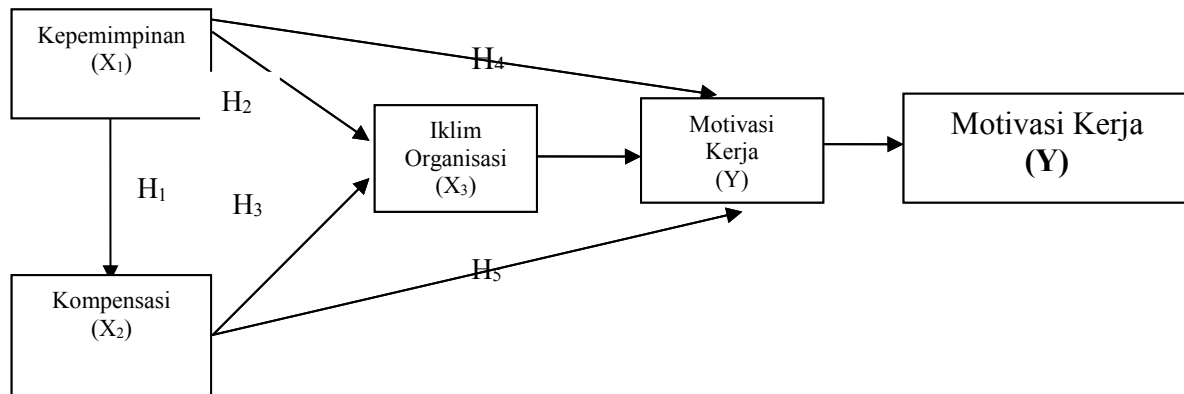 Kepemimpinan
(X₁)
H₄
H₂
Iklim
Organisasi
(X₃)
Motivasi
Kerja
(Y)
Motivasi Kerja
(Y)
H₁
H₃
H₅
Kompensasi
(X₂)